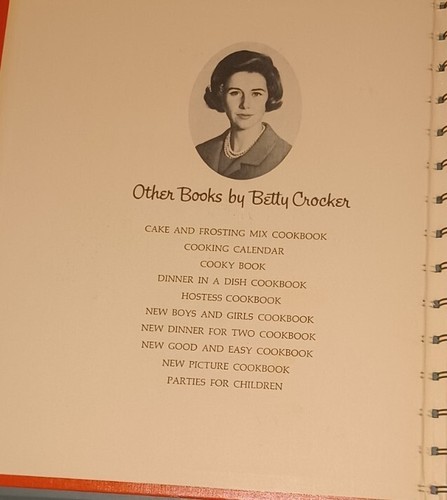 Other Books by Betty Crocker
CAKE AND FROSTING MIX COOKBOOK
COOKING CALENDAR
COOKY BOOK
DINNER IN A DISH COOKBOOK
HOSTESS COOKBOOK
NEW BOYS AND GIRLS COOKBOOK
NEW DINNER FOR TWO COOKBOOK
NEW GOOD AND EASY COOKBOOK
NEW PICTURE COOKBOOK
PARTIES FOR CHILDREN